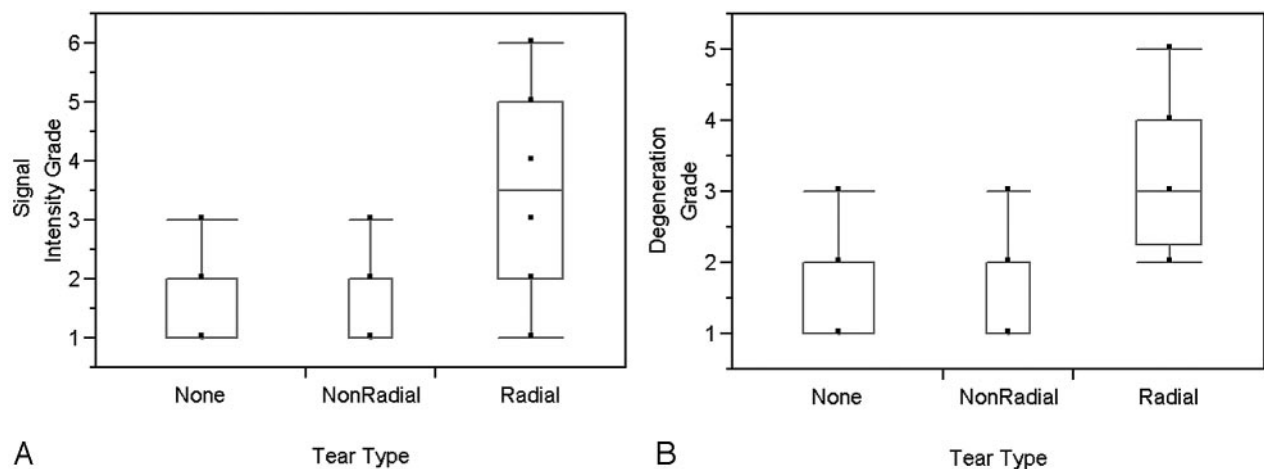 Signal
Intensity Grade
6
5
4
3
2
1
None NonRadial Radial
Tear Type
A
Degeneration
Grade
5
4
3
2
1
None NonRadial Radial
Tear Type
B